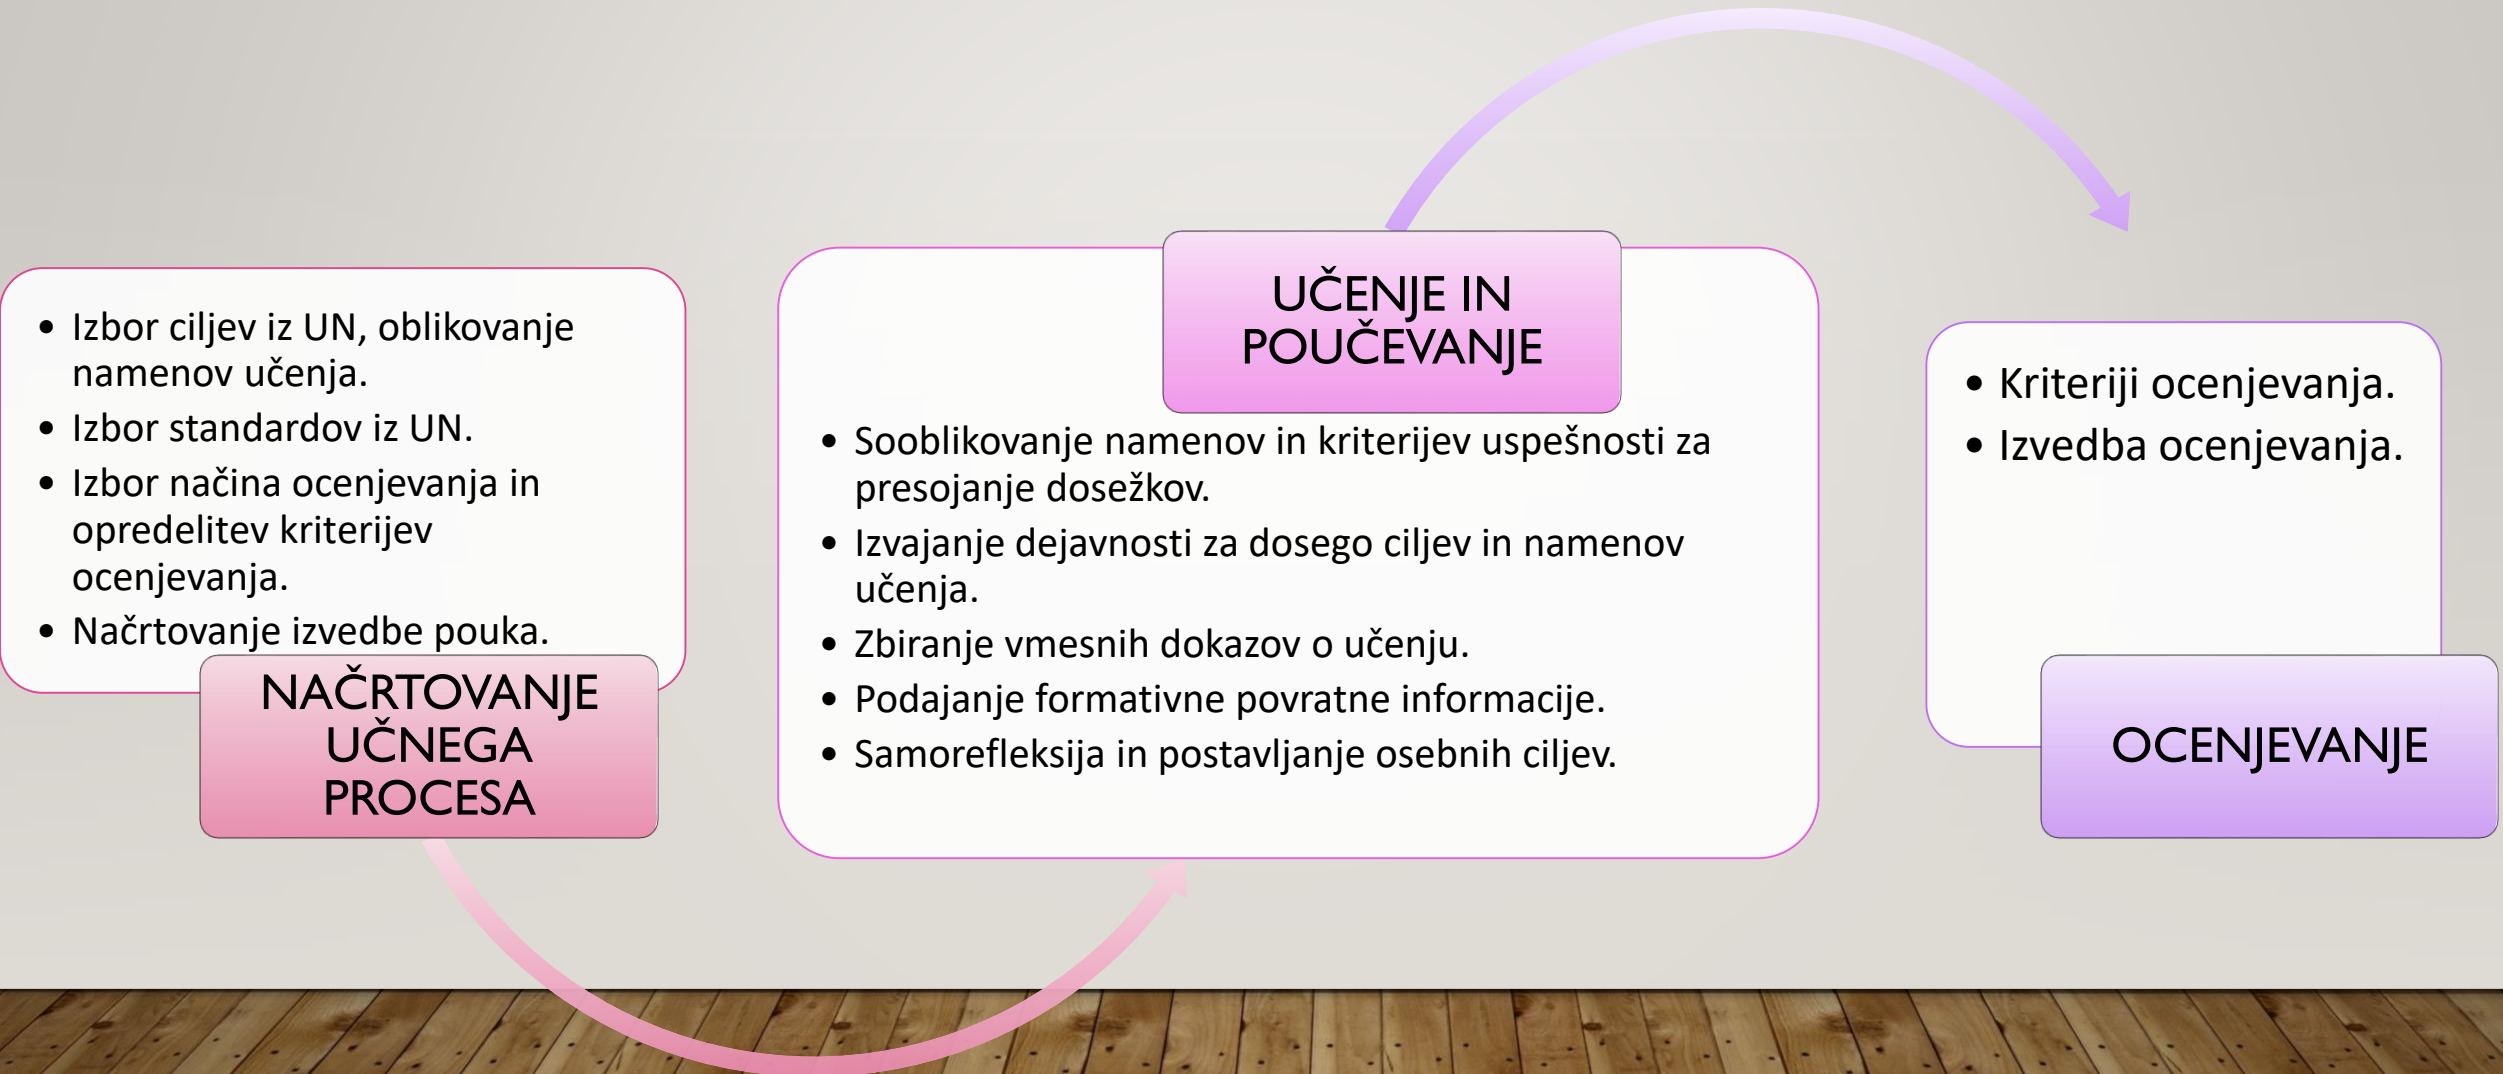 • Izbor ciljev iz UN, oblikovanje
namenov učenja.
• Izbor standardov iz UN.
• Izbor načina ocenjevanja in
opredelitev kriterijev
ocenjevanja.
• Načrtovanje izvedbe pouka.
NAČRTOVANJE
UČNEGA
PROCESA
UČENJE IN
POUČEVANJE
• Sooblikovanje namenov in kriterijev uspešnosti za
presojanje dosežkov.
• Izvajanje dejavnosti za dosego ciljev in namenov
učenja.
• Zbiranje vmesnih dokazov o učenju.
• Podajanje formativne povratne informacije.
• Samorefleksija in postavljanje osebnih ciljev.
• Kriteriji ocenjevanja.
• Izvedba ocenjevanja.
OCENJEVANJE